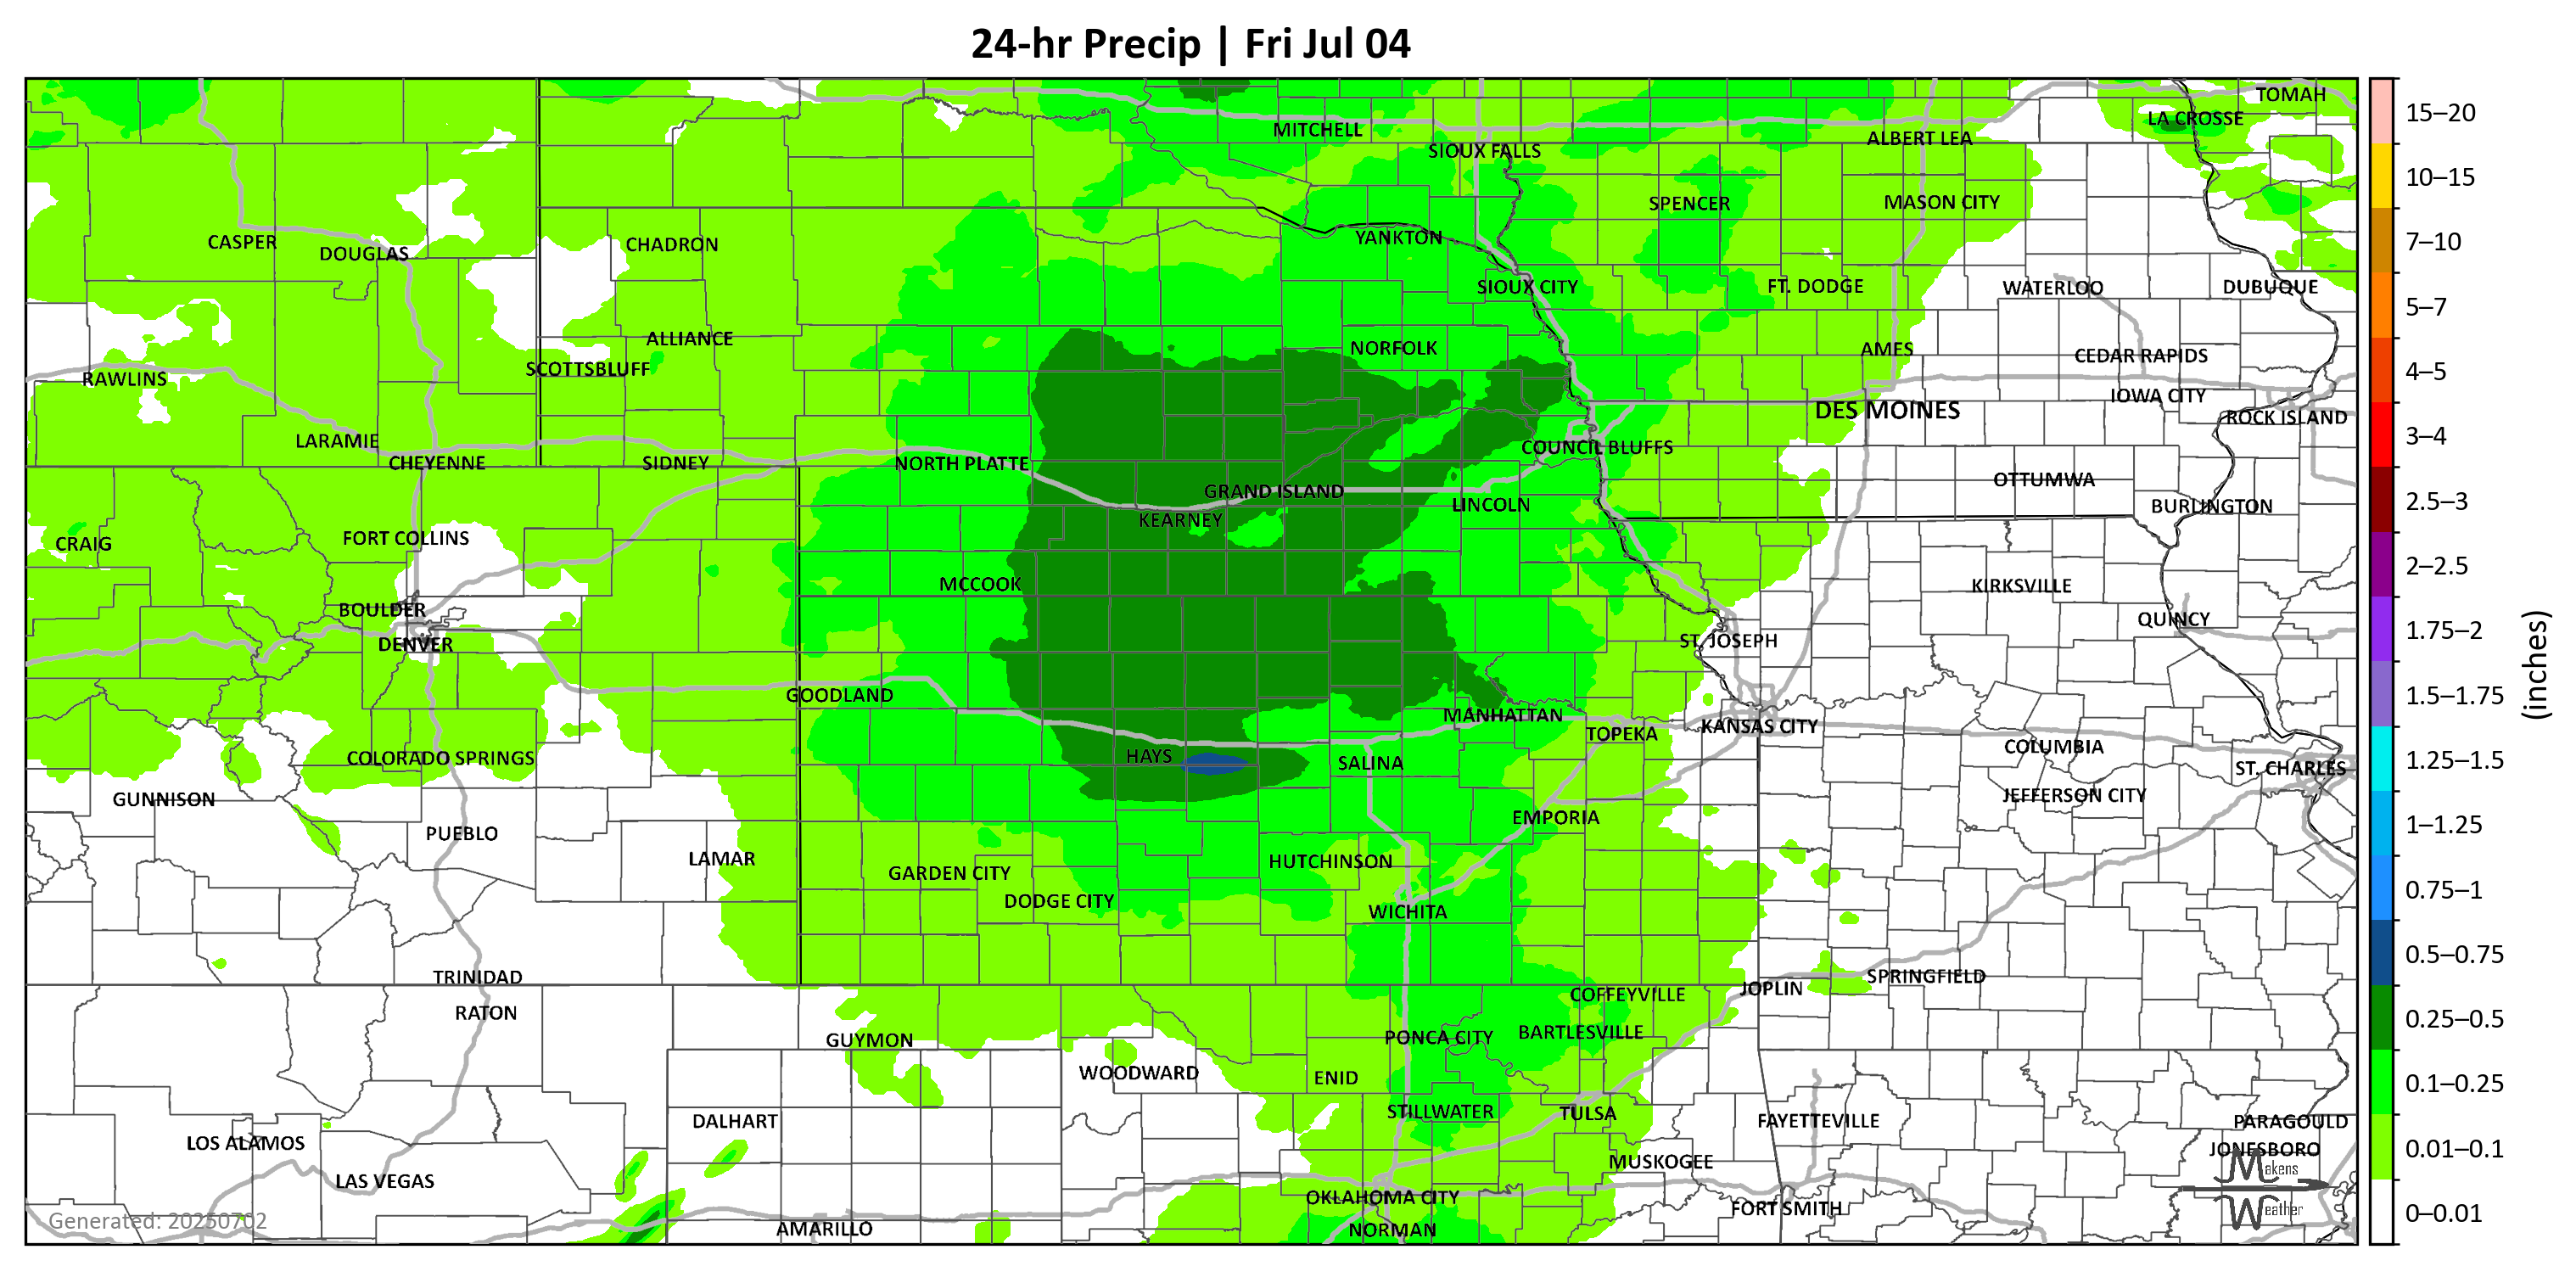 24-hr Precip | Fri Jul 04
TOMAH
LA CROSSE
MITCHELL
ALBERT LEA
SIOUX FALLS
SPENCER
MASON CITY
CASPER
DOUGLAS
CHADRON
YANKTON
SIOUX CITY
FT. DODGE
WATERLOO
DUBUQUE
ALLIANCE
NORFOLK
AMES
CEDAR RAPIDS
SCOTTSBLUFF
RAWLINS
IOWA CITY
DES MOINES
ROCK ISLAND
LARAMIE
COUNCIL BLUFFS
CHEYENNE
SIDNEY
NORTH PLATTE
OTTUMWA
GRAND ISLAND
LINCOLN
BURLINGTON
KEARNEY
FORT COLLINS
CRAIG
MCCOOK
KIRKSVILLE
BOULDER
QUINCY
DENVER
ST. JOSEPH
GOODLAND
MANHATTAN
KANSAS CITY
TOPEKA
COLUMBIA
COLORADO SPRINGS
HAYS
SALINA
ST. CHARLES
GUNNISON
JEFFERSON CITY
EMPORIA
PUEBLO
LAMAR
HUTCHINSON
GARDEN CITY
DODGE CITY
WICHITA
TRINIDAD
SPRINGFIELD
JOPLIN
COFFEYVILLE
RATON
BARTLESVILLE
PONCA CITY
GUYMON
WOODWARD
ENID
STILLWATER
TULSA
DALHART
FAYETTEVILLE
PARAGOULD
LOS ALAMOS
JONESBORO
MUSKOGEE
LAS VEGAS
OKLAHOMA CITY
FORT SMITH
AMARILLO
NORMAN
Generated: 20250702
Makens
Weather
15–20
10–15
7–10
5–7
4–5
3–4
2.5–3
2–2.5
1.75–2
1.5–1.75
1.25–1.5
1–1.25
0.75–1
0.5–0.75
0.25–0.5
0.1–0.25
0.01–0.1
0–0.01
(inches)